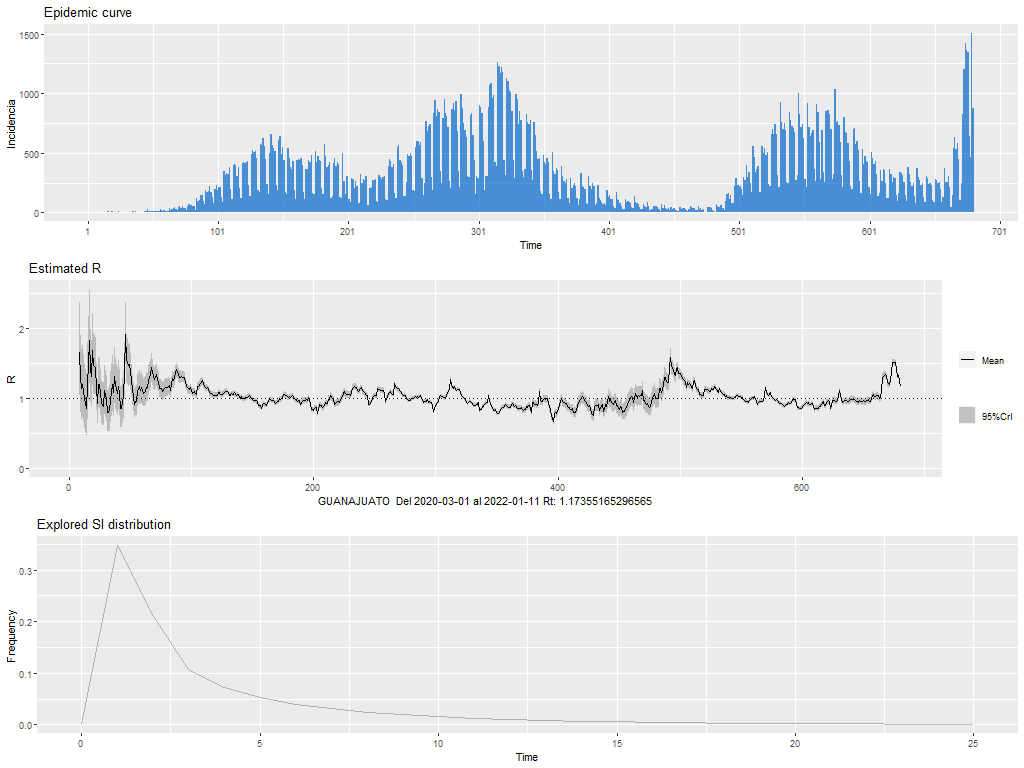 Epidemic curve
Incidencia
1500
1000
500
0
1 101 201 301 401 501 601 701
Time
Estimated R
R
2
1
0
Mean
95%CrI
0 200 400 600
GUANAJUATO Del 2020-03-01 al 2022-01-11 Rt: 1.17355165296565
Explored SI distribution
Frequency
0.3
0.2
0.1
0.0
0 5 10 15 20 25
Time